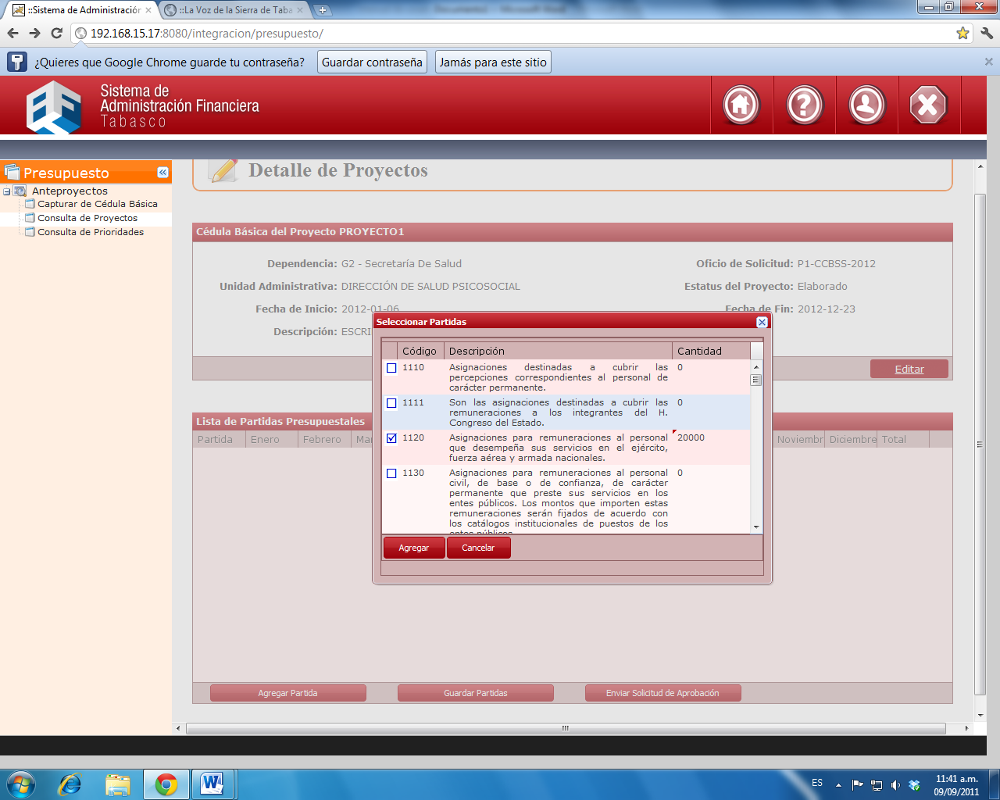 ::Sistema de Administración
::La Voz de la Sierra de Taba
192.168.15.17:8080/integracion/presupuesto/
¿Quieres que Google Chrome guarde tu contraseña?
Guardar contraseña
Jamás para este sitio
Sistema de
Administración Financiera
Tabasco
Presupuesto
Anteproyectos
Capturar de Cédula Básica
Consulta de Proyectos
Consulta de Prioridades
Detalle de Proyectos
Cédula Básica del Proyecto PROYECTO1
Dependencia: G2 - Secretaría De Salud
Oficio de Solicitud: P1-CCBSS-2012
Unidad Administrativa: DIRECCIÓN DE SALUD PSICOSOCIAL
Estatus del Proyecto: Elaborado
Fecha de Inicio: 2012-01-06
Fecha de Fin: 2012-12-23
Descripción: ESCRI
Editar
Seleccionar Partidas
Código Descripción Cantidad
1110 Asignaciones destinadas a cubrir las 0
percepciones correspondientes al personal de
carácter permanente.
1111 Son las asignaciones destinadas a cubrir las 0
remuneraciones a los integrantes del H.
Congreso del Estado.
1120 Asignaciones para remuneraciones al personal 20000
que desempeña sus servicios en el ejército,
fuerza aérea y armada nacionales.
1130 Asignaciones para remuneraciones al personal 0
civil, de base o de confianza, de carácter
permanente que preste sus servicios en los
entes públicos. Los montos que importen estas
remuneraciones serán fijados de acuerdo con
los catálogos institucionales de puestos de los
entes públicos.
Agregar
Cancelar
Lista de Partidas Presupuestales
Partida Enero Febrero Mar Noviembr Diciembre Total
Agregar Partida
Guardar Partidas
Enviar Solicitud de Aprobación
ES
11:41 a.m.
09/09/2011